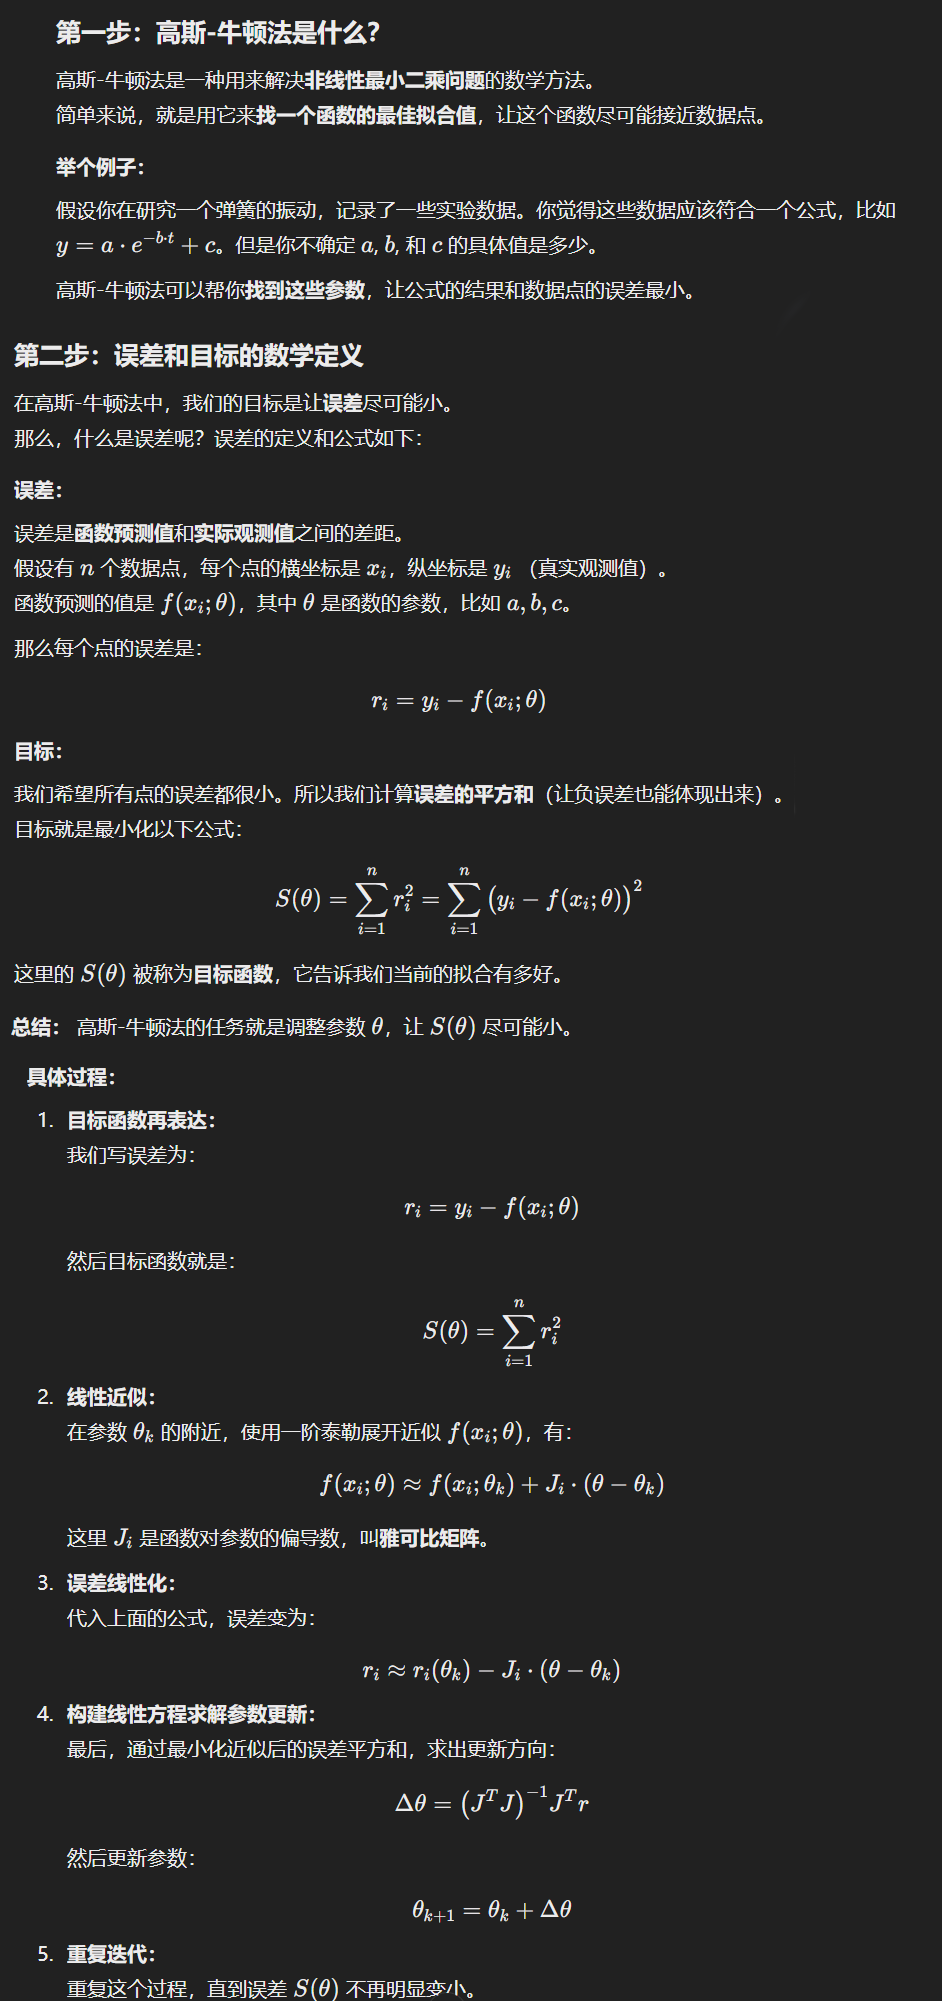 第一步：高斯-牛顿法是什么？
高斯-牛顿法是一种用来解决非线性最小二乘问题的数学方法。
简单来说，就是用它来找一个函数的最佳拟合值，让这个函数尽可能接近数据点。
举个例子：
假设你在研究一个弹簧的振动，记录了一些实验数据。你觉得这些数据应该符合一个公式，比如
$y = a \cdot e^{-b \cdot t} + c$。但是你不确定 $a$, $b$, 和 $c$ 的具体值是多少。
高斯-牛顿法可以帮你找到这些参数，让公式的结果和数据点的误差最小。
第二步：误差和目标的数学定义
在高斯-牛顿法中，我们的目标是让误差尽可能小。
那么，什么是误差呢？误差的定义和公式如下：
误差：
误差是函数预测值和实际观测值之间的差距。
假设有 $n$ 个数据点，每个点的横坐标是 $x_i$，纵坐标是 $y_i$ （真实观测值）。
函数预测的值是 $f(x_i; \theta)$，其中 $\theta$ 是函数的参数，比如 $a, b, c$。
那么每个点的误差是：
$r_i = y_i - f(x_i; \theta)$
目标：
我们希望所有点的误差都很小。所以我们计算误差的平方和（让负误差也能体现出来）。
目标就是最小化以下公式：
$S(\theta) = \sum_{i=1}^{n} r_i^2 = \sum_{i=1}^{n} \left( y_i - f(x_i; \theta) \right)^2$
这里的 $S(\theta)$ 被称为目标函数，它告诉我们当前的拟合有多好。
总结： 高斯-牛顿法的任务就是调整参数 $\theta$，让 $S(\theta)$ 尽可能小。
具体过程：
1. 目标函数再表达：
我们写误差为：
$r_i = y_i - f(x_i; \theta)$
然后目标函数就是：
$S(\theta) = \sum_{i=1}^{n} r_i^2$
2. 线性近似：
在参数 $\theta_k$ 的附近，使用一阶泰勒展开近似 $f(x_i; \theta)$，有：
$f(x_i; \theta) \approx f(x_i; \theta_k) + J_i \cdot (\theta - \theta_k)$
这里 $J_i$ 是函数对参数的偏导数，叫雅可比矩阵。
3. 误差线性化：
代入上面的公式，误差变为：
$r_i \approx r_i(\theta_k) - J_i \cdot (\theta - \theta_k)$
4. 构建线性方程求解参数更新：
最后，通过最小化近似后的误差平方和，求出更新方向：
$\Delta\theta = \left( J^T J \right)^{-1} J^T r$
然后更新参数：
$\theta_{k+1} = \theta_k + \Delta\theta$
5. 重复迭代：
重复这个过程，直到误差 $S(\theta)$ 不再明显变小。